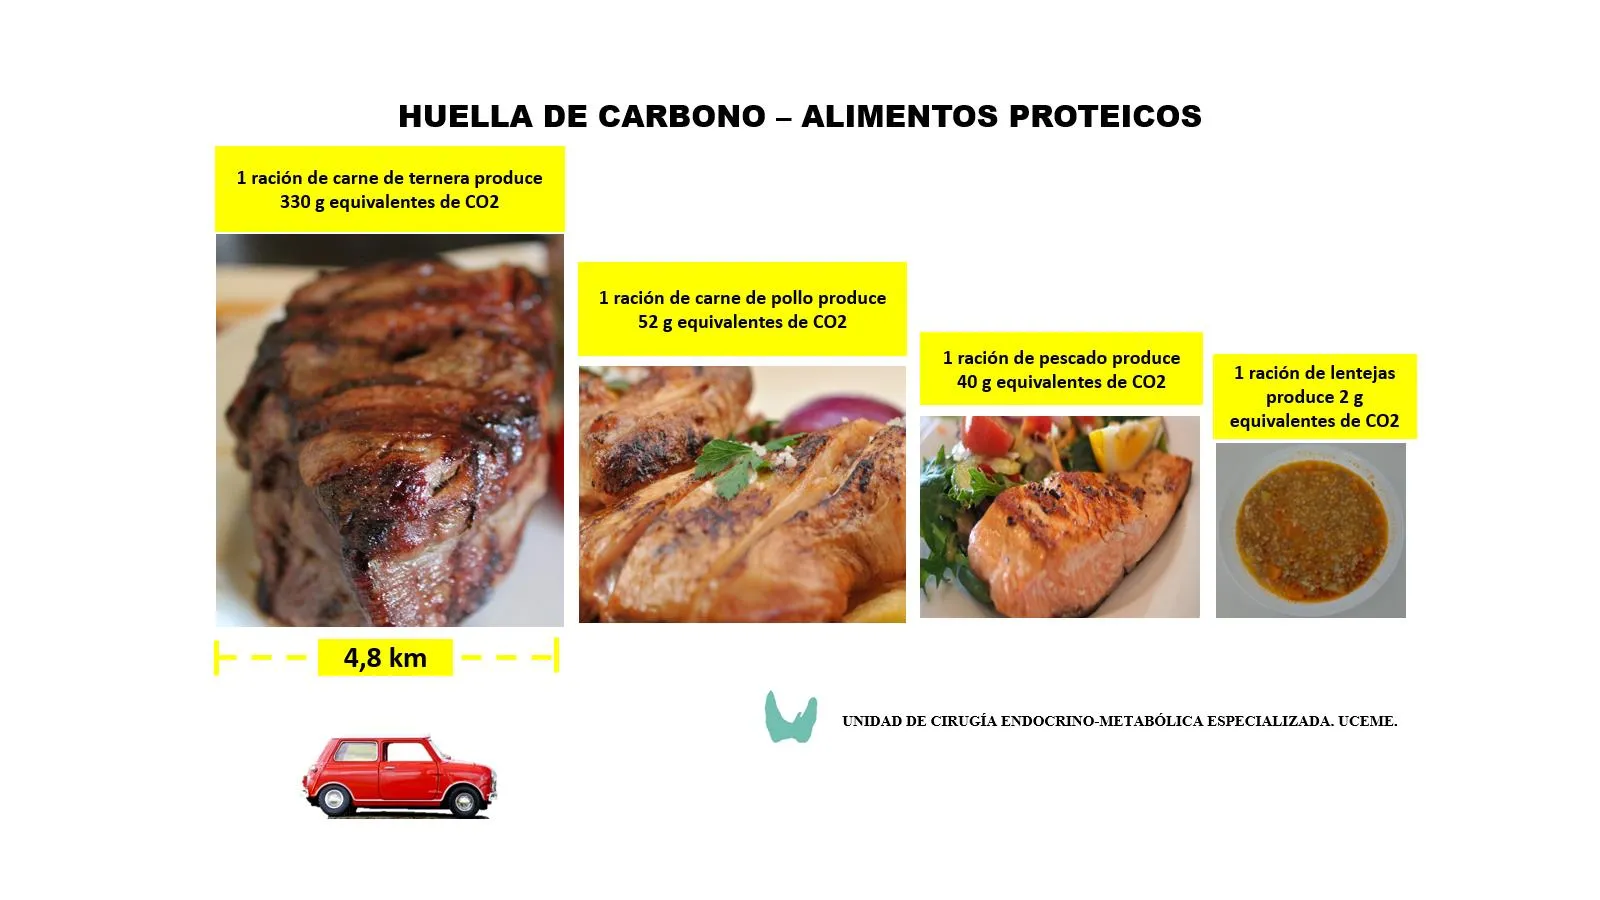 HUELLA DE CARBONO – ALIMENTOS PROTEICOS
1 ración de carne de ternera produce
330 g equivalentes de CO2
1 ración de carne de pollo produce
52 g equivalentes de CO2
1 ración de pescado produce
40 g equivalentes de CO2
1 ración de lentejas
produce 2 g
equivalentes de CO2
4,8 km
UNIDAD DE CIRUGÍA ENDOCRINO-METABÓLICA ESPECIALIZADA. UCEME.